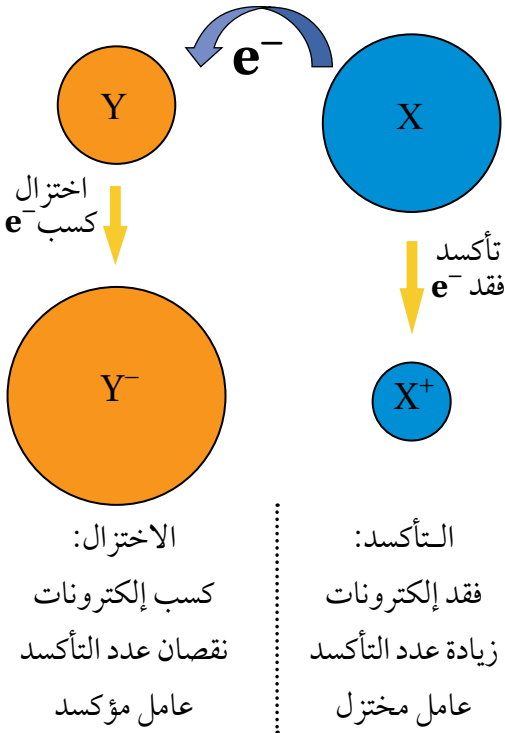 e⁻
X
Y
تأكسد
فقد e⁻
اختزال
كسب e⁻
X⁺
Y⁻
التأكسد:
فقد إلكترونات
زيادة عدد التأكسد
عامل مختزل
الاختزال:
كسب إلكترونات
نقصان عدد التأكسد
عامل مؤكسد